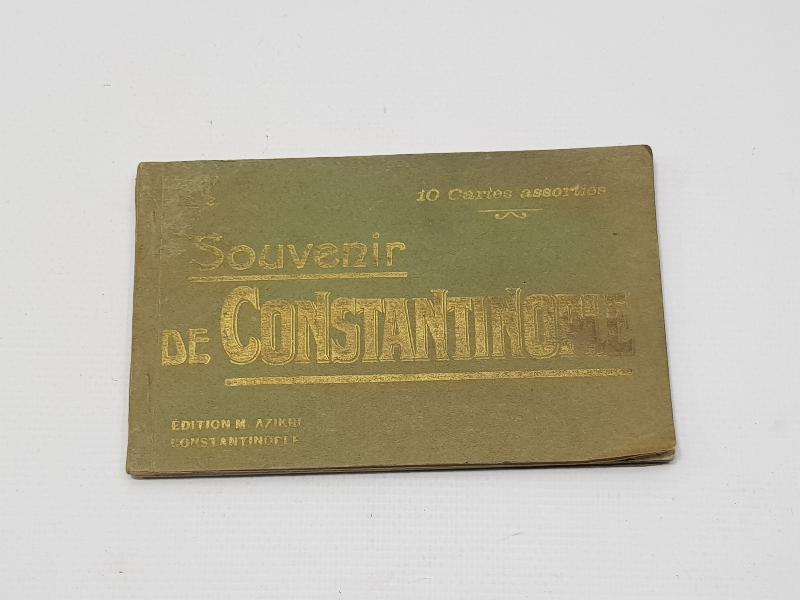 10 Cartes assorties
Souvenir
DE CONSTANTINOPLE
ÉDITION M. AZIKRI
CONSTANTINOPLE